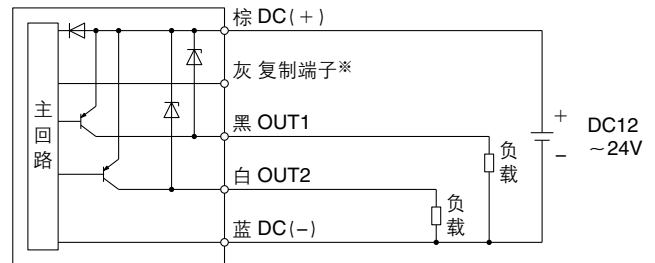 棕 DC(+)
灰 复制端子※
主回路
黑 OUT1
+
DC12
～24V
−
负载
白 OUT2
负载
蓝 DC(−)